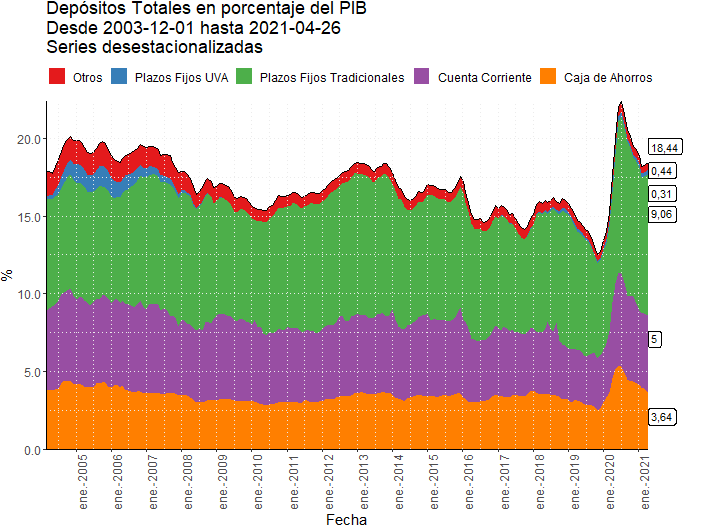 Depósitos Totales en porcentaje del PIB
Desde 2003-12-01 hasta 2021-04-26
Series desestacionalizadas
Otros
Plazos Fijos UVA
Plazos Fijos Tradicionales
Cuenta Corriente
Caja de Ahorros
20.0
15.0
10.0
5.0
0.0
%
18,44
0,44
0,31
9,06
5
3,64
ene.-2005
ene.-2006
ene.-2007
ene.-2008
ene.-2009
ene.-2010
ene.-2011
ene.-2012
ene.-2013
ene.-2014
ene.-2015
ene.-2016
ene.-2017
ene.-2018
ene.-2019
ene.-2020
ene.-2021
Fecha